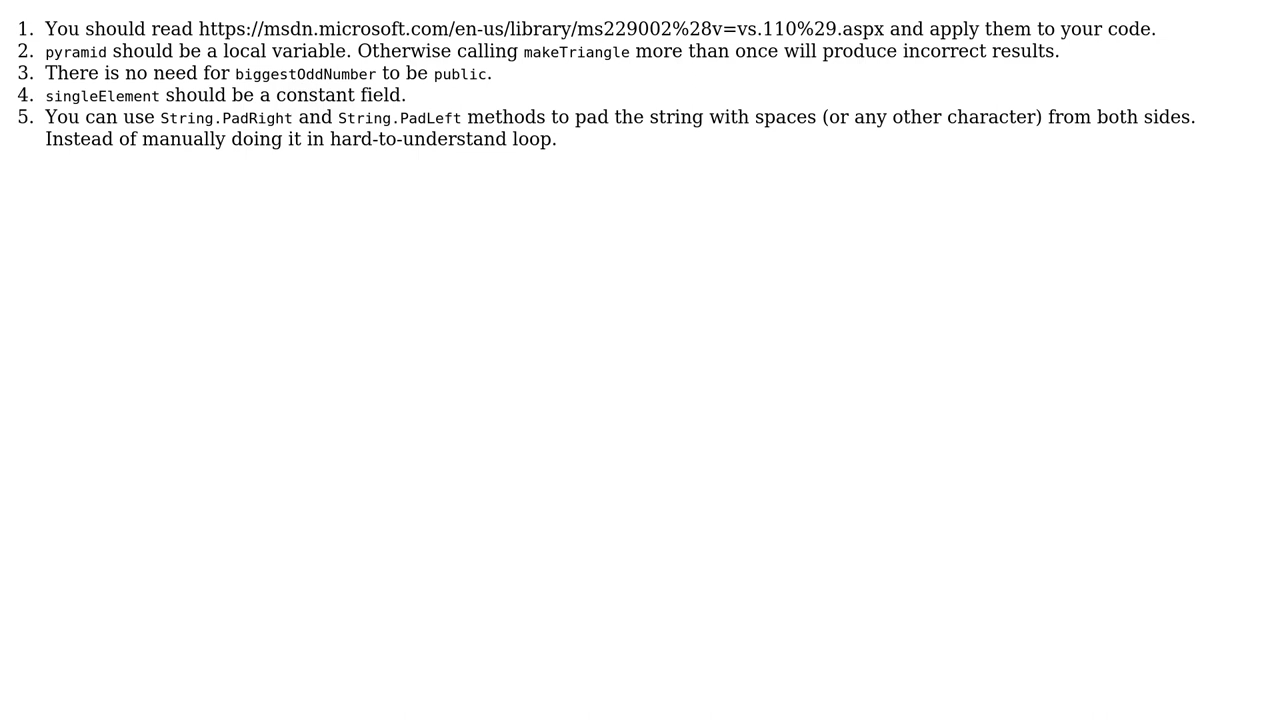 1. You should read https://msdn.microsoft.com/en-us/library/ms229002%28v=vs.110%29.aspx and apply them to your code.
2. pyramid should be a local variable. Otherwise calling makeTriangle more than once will produce incorrect results.
3. There is no need for biggestOddNumber to be public.
4. singleElement should be a constant field.
5. You can use String.PadRight and String.PadLeft methods to pad the string with spaces (or any other character) from both sides.
Instead of manually doing it in hard-to-understand loop.